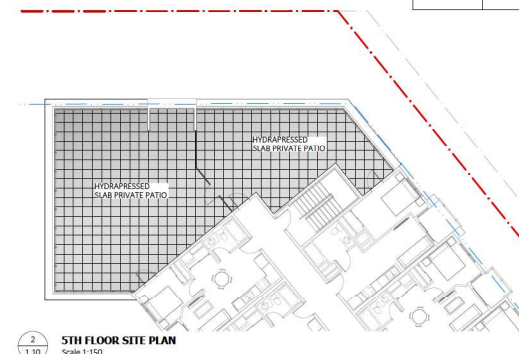 HYDRAPRESSED
SLAB PRIVATE PATIO
HYDRAPRESSED
SLAB PRIVATE PATIO
2
1.10
5TH FLOOR SITE PLAN
Scale 1:150